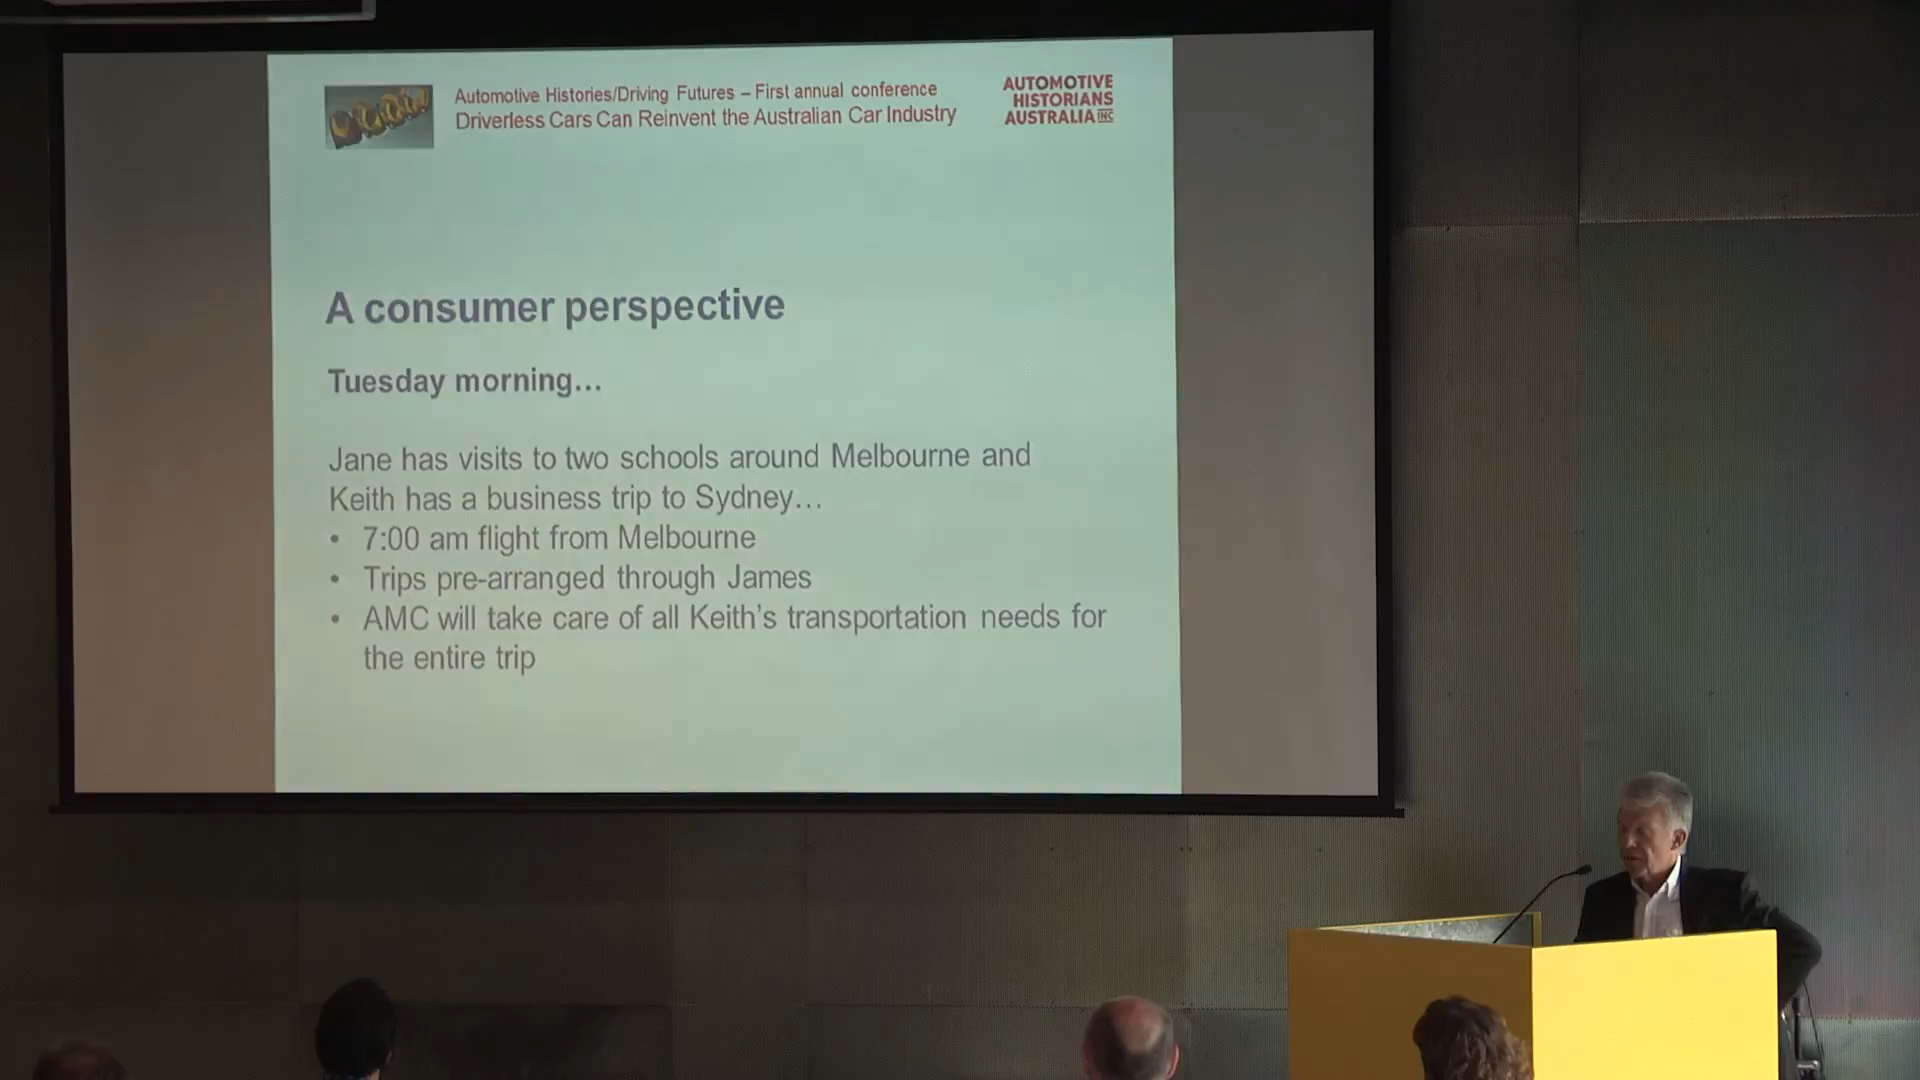 Automotive Histories/Driving Futures – First annual conference
Driverless Cars Can Reinvent the Australian Car Industry
AUTOMOTIVE
HISTORIANS
AUSTRALIA INC
A consumer perspective
Tuesday morning…
Jane has visits to two schools around Melbourne and
Keith has a business trip to Sydney…
• 7:00 am flight from Melbourne
• Trips pre-arranged through James
• AMC will take care of all Keith's transportation needs for
the entire trip